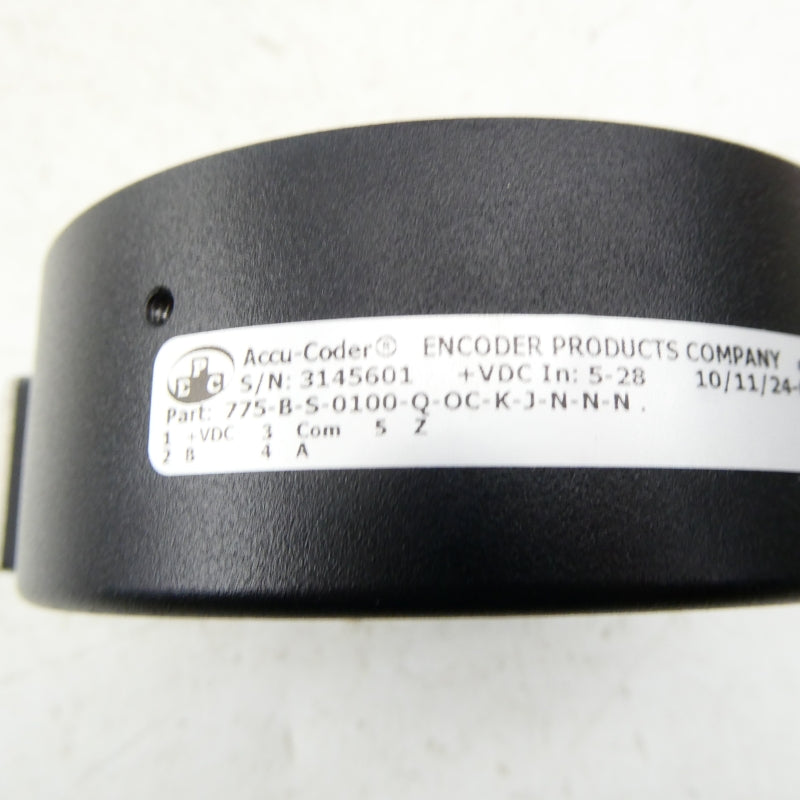 EPC Accu-Coder® ENCODER PRODUCTS COMPANY
S/N: 3145601 +VDC In: 5-28 10/11/24-
Part: 775-B-S-0100-Q-OC-K-J-N-N-N
1 +VDC 3 Com 5 Z
2 B 4 A